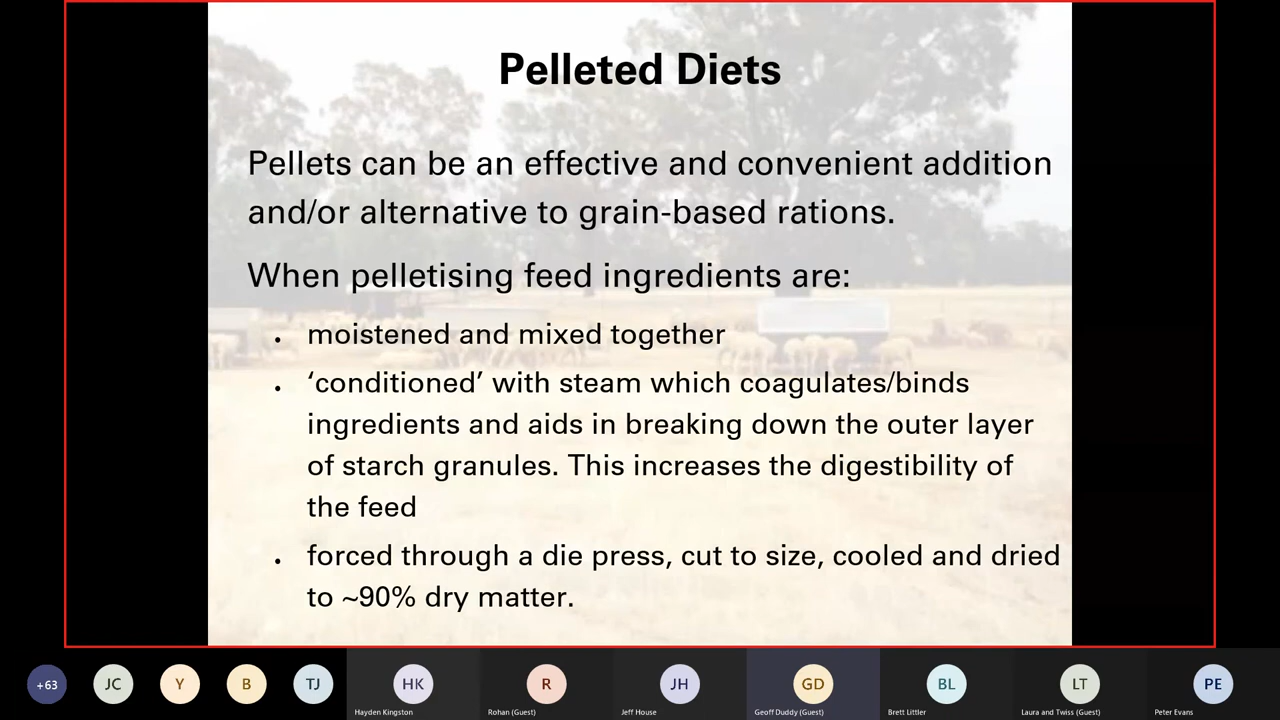 Pelleted Diets
Pellets can be an effective and convenient addition
and/or alternative to grain-based rations.
When pelletising feed ingredients are:
• moistened and mixed together
• ‘conditioned’ with steam which coagulates/binds
ingredients and aids in breaking down the outer layer
of starch granules. This increases the digestibility of
the feed
• forced through a die press, cut to size, cooled and dried
to ~90% dry matter.
+63 JC Y B TJ HK R JH GD BL LT PE
Hayden Kingston Rohan (Guest) Jeff House Geoff Duddy (Guest) Brett Littler Laura and Twiss (Guest) Peter Evans